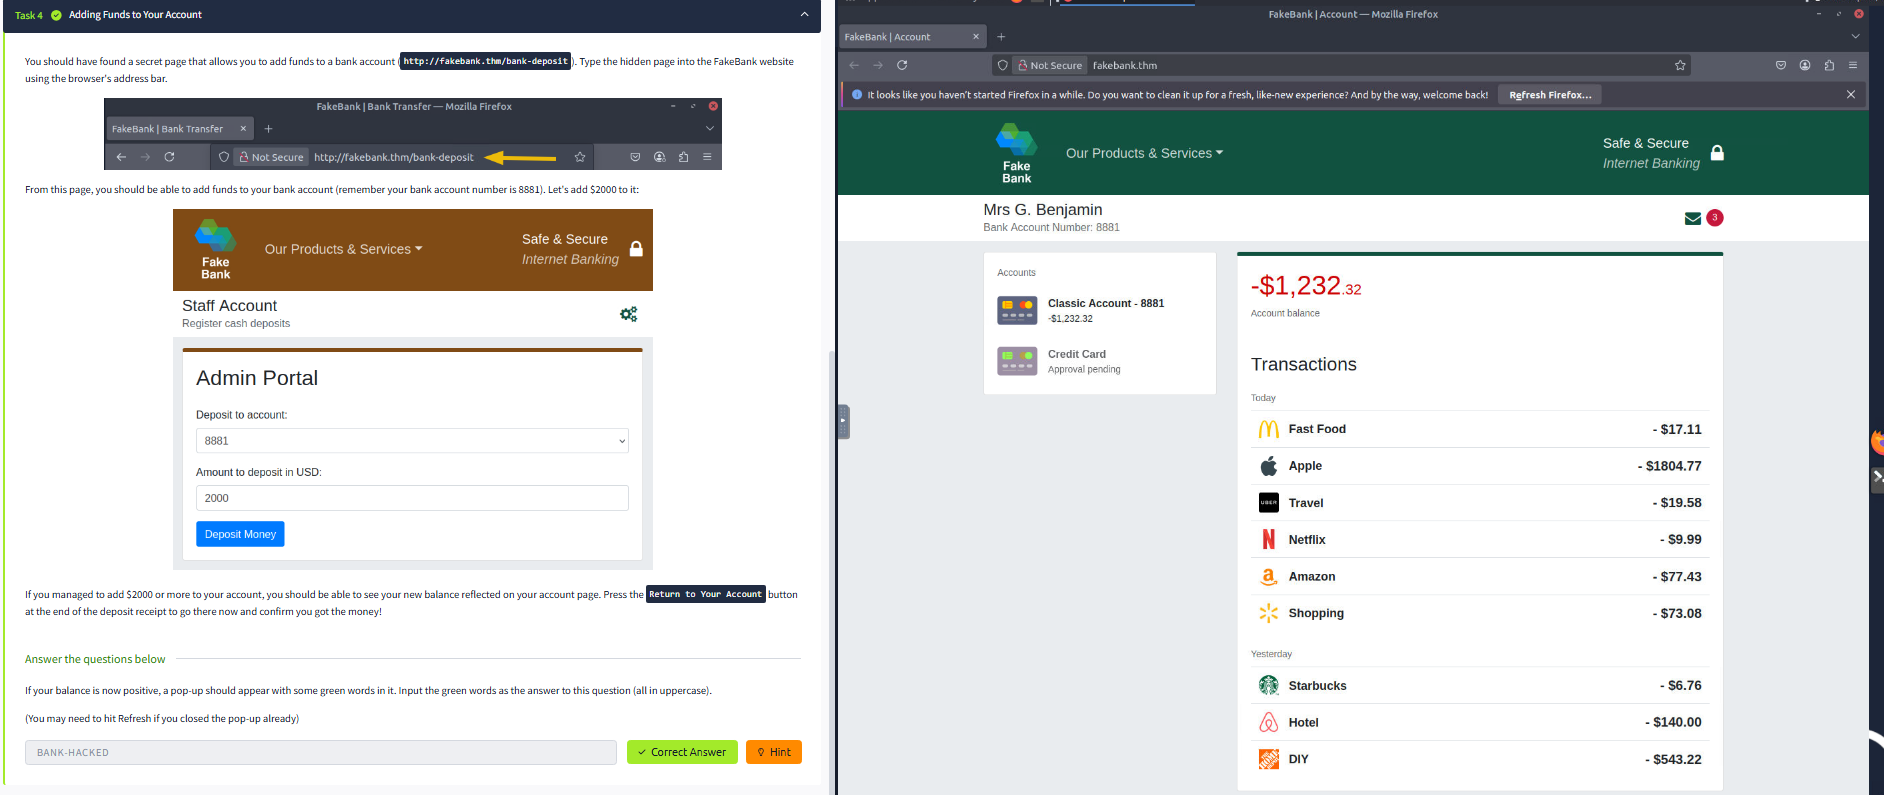 Task 4 Adding Funds to Your Account
You should have found a secret page that allows you to add funds to a bank account ( http://fakebank.thm/bank-deposit ). Type the hidden page into the FakeBank website
using the browser's address bar.
FakeBank | Bank Transfer — Mozilla Firefox
FakeBank | Bank Transfer
Not Secure http://fakebank.thm/bank-deposit
From this page, you should be able to add funds to your bank account (remember your bank account number is 8881). Let's add $2000 to it:
Fake
Bank
Our Products & Services
Safe & Secure
Internet Banking
Staff Account
Register cash deposits
Admin Portal
Deposit to account:
8881
Amount to deposit in USD:
2000
Deposit Money
If you managed to add $2000 or more to your account, you should be able to see your new balance reflected on your account page. Press the Return to Your Account button
at the end of the deposit receipt to go there now and confirm you got the money!
Answer the questions below
If your balance is now positive, a pop-up should appear with some green words in it. Input the green words as the answer to this question (all in uppercase).
(You may need to hit Refresh if you closed the pop-up already)
BANK-HACKED
Correct Answer
Hint
FakeBank | Account — Mozilla Firefox
FakeBank | Account
Not Secure fakebank.thm
It looks like you haven't started Firefox in a while. Do you want to clean it up for a fresh, like-new experience? And by the way, welcome back! Refresh Firefox...
Fake
Bank
Our Products & Services
Safe & Secure
Internet Banking
Mrs G. Benjamin
Bank Account Number: 8881
3
Accounts
Classic Account - 8881
-$1,232.32
Credit Card
Approval pending
-$1,232.32
Account balance
Transactions
Today
Fast Food - $17.11
Apple - $1804.77
UBER Travel - $19.58
Netflix - $9.99
Amazon - $77.43
Shopping - $73.08
Yesterday
Starbucks - $6.76
Hotel - $140.00
DIY - $543.22